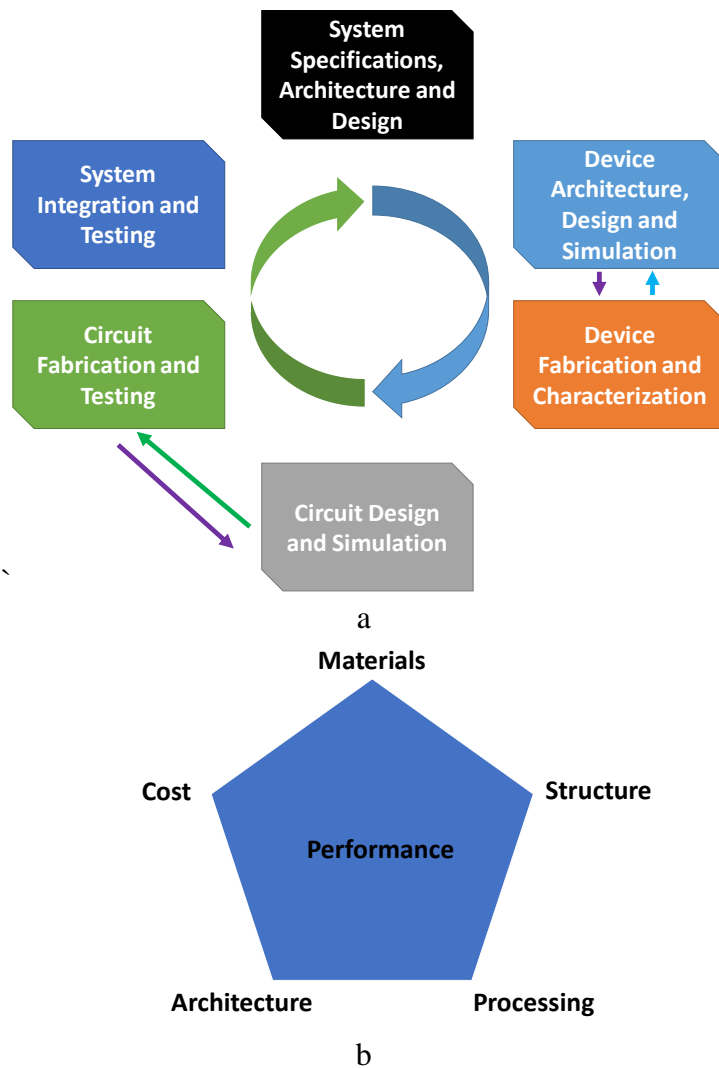 System
Specifications,
Architecture and
Design
System
Integration and
Testing
Device
Architecture,
Design and
Simulation
Circuit
Fabrication and
Testing
Device
Fabrication and
Characterization
Circuit Design
and Simulation
`
a
Materials
Cost
Structure
Performance
Architecture
Processing
b